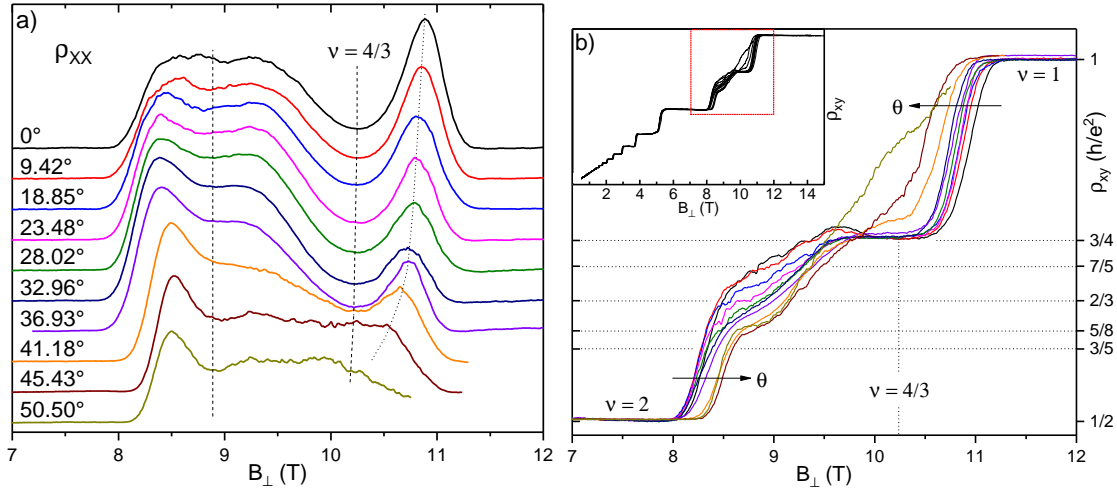 a)
ρXX
ν = 4/3
0°
9.42°
18.85°
23.48°
28.02°
32.96°
36.93°
41.18°
45.43°
50.50°
7 8 9 10 11 12
B⊥ (T)
b)
ρxy
2 4 6 8 10 12 14
B⊥ (T)
ν = 1
θ
θ
ν = 2
ν = 4/3
1
3/4
7/5
2/3
5/8
3/5
1/2
ρxy (h/e²)
7 8 9 10 11 12
B⊥ (T)